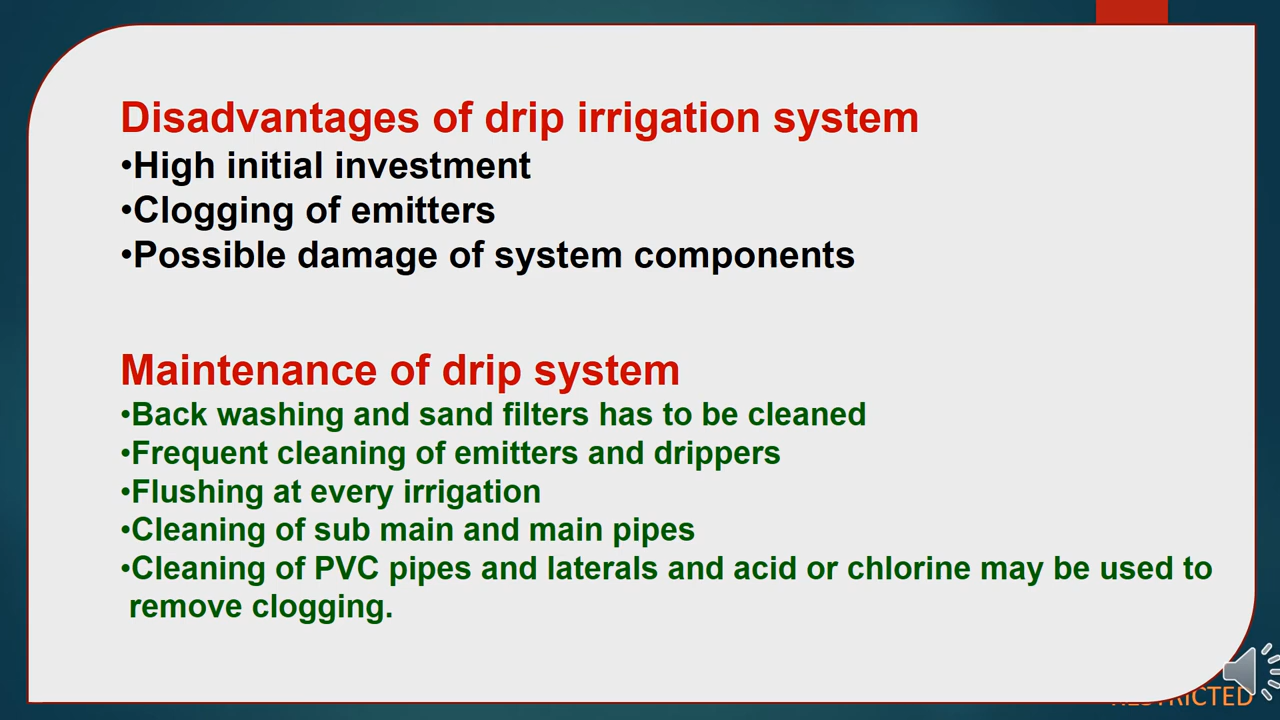 Disadvantages of drip irrigation system
•High initial investment
•Clogging of emitters
•Possible damage of system components
Maintenance of drip system
•Back washing and sand filters has to be cleaned
•Frequent cleaning of emitters and drippers
•Flushing at every irrigation
•Cleaning of sub main and main pipes
•Cleaning of PVC pipes and laterals and acid or chlorine may be used to
remove clogging.
RESTRICTED